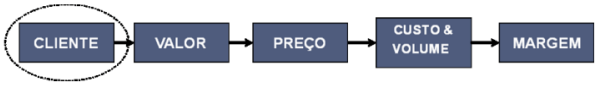 CLIENTE
VALOR
PREÇO
CUSTO &
VOLUME
MARGEM